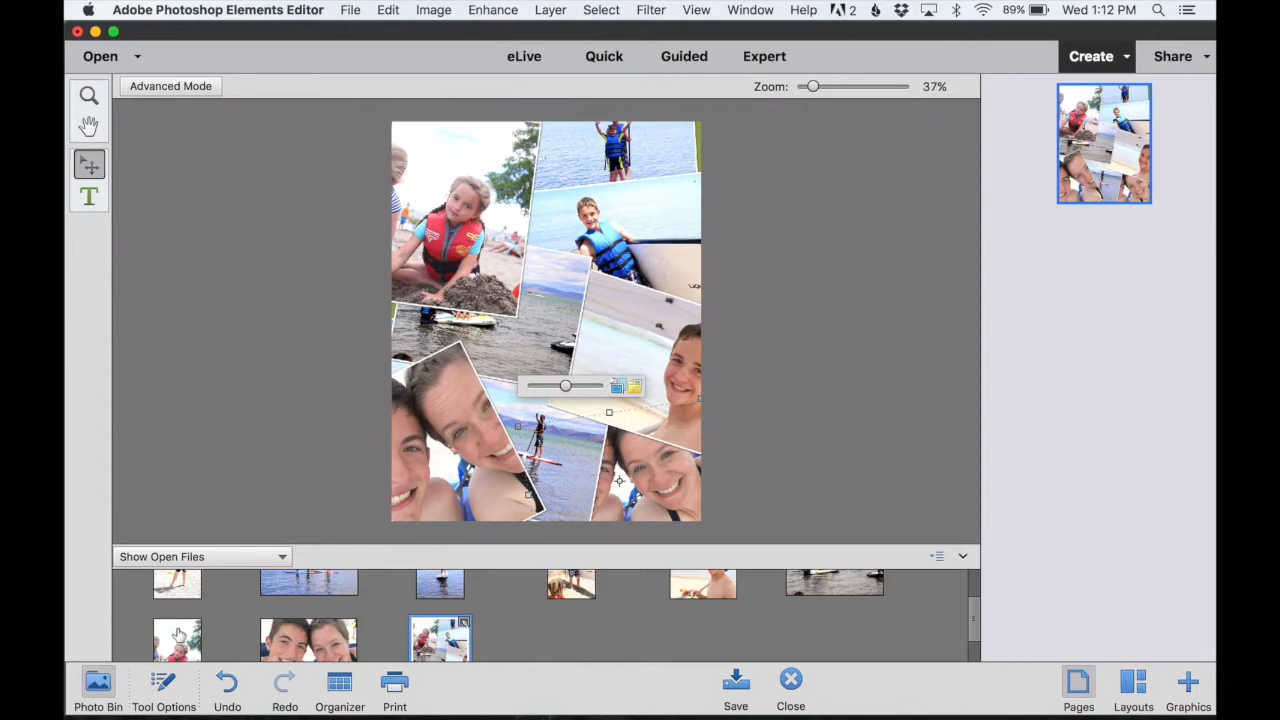 Adobe Photoshop Elements Editor File Edit Image Enhance Layer Select Filter View Window Help 2 89% Wed 1:12 PM
Open eLive Quick Guided Expert Create Share
Advanced Mode Zoom: 37%
Show Open Files
Photo Bin Tool Options Undo Redo Organizer Print Save Close Pages Layouts Graphics